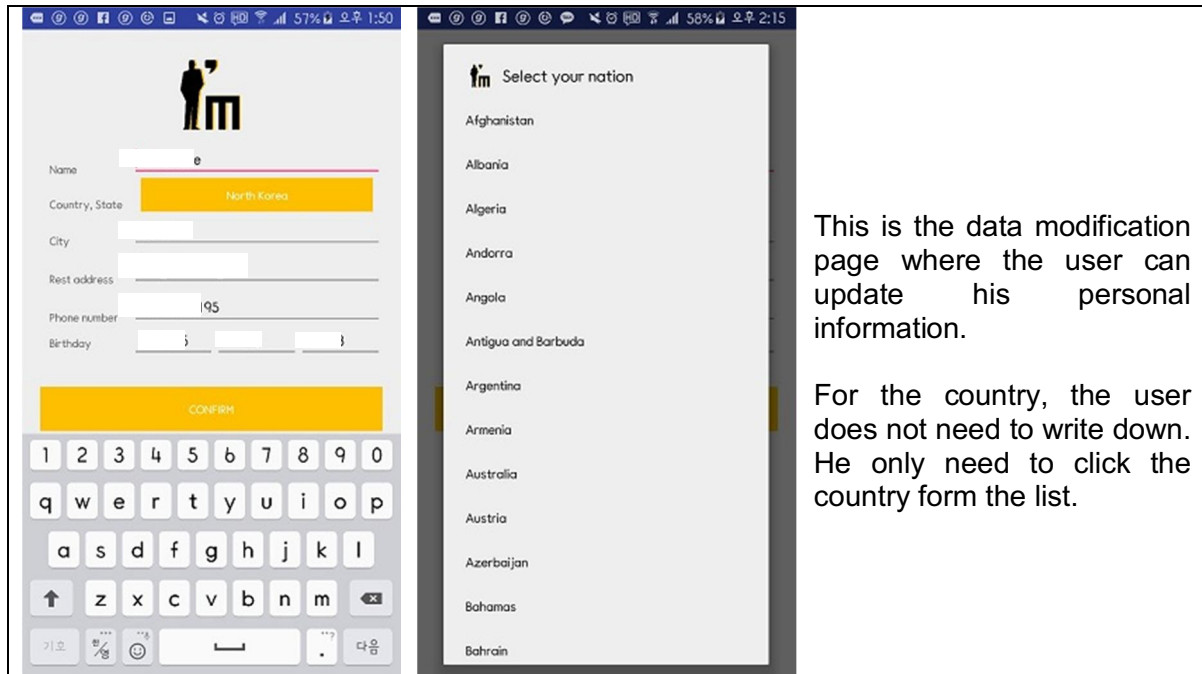 57% 오후 1:50
'm
Name
e
Country, State
North Korea
City
Rest address
Phone number
195
Birthday
CONFIRM
1 2 3 4 5 6 7 8 9 0
q w e r t y u i o p
a s d f g h j k l
z x c v b n m
기호 한/영 . 다음
58% 오후 2:15
'm Select your nation
Afghanistan
Albania
Algeria
Andorra
Angola
Antigua and Barbuda
Argentina
Armenia
Australia
Austria
Azerbaijan
Bahamas
Bahrain
This is the data modification
page where the user can
update his personal
information.
For the country, the user
does not need to write down.
He only need to click the
country form the list.